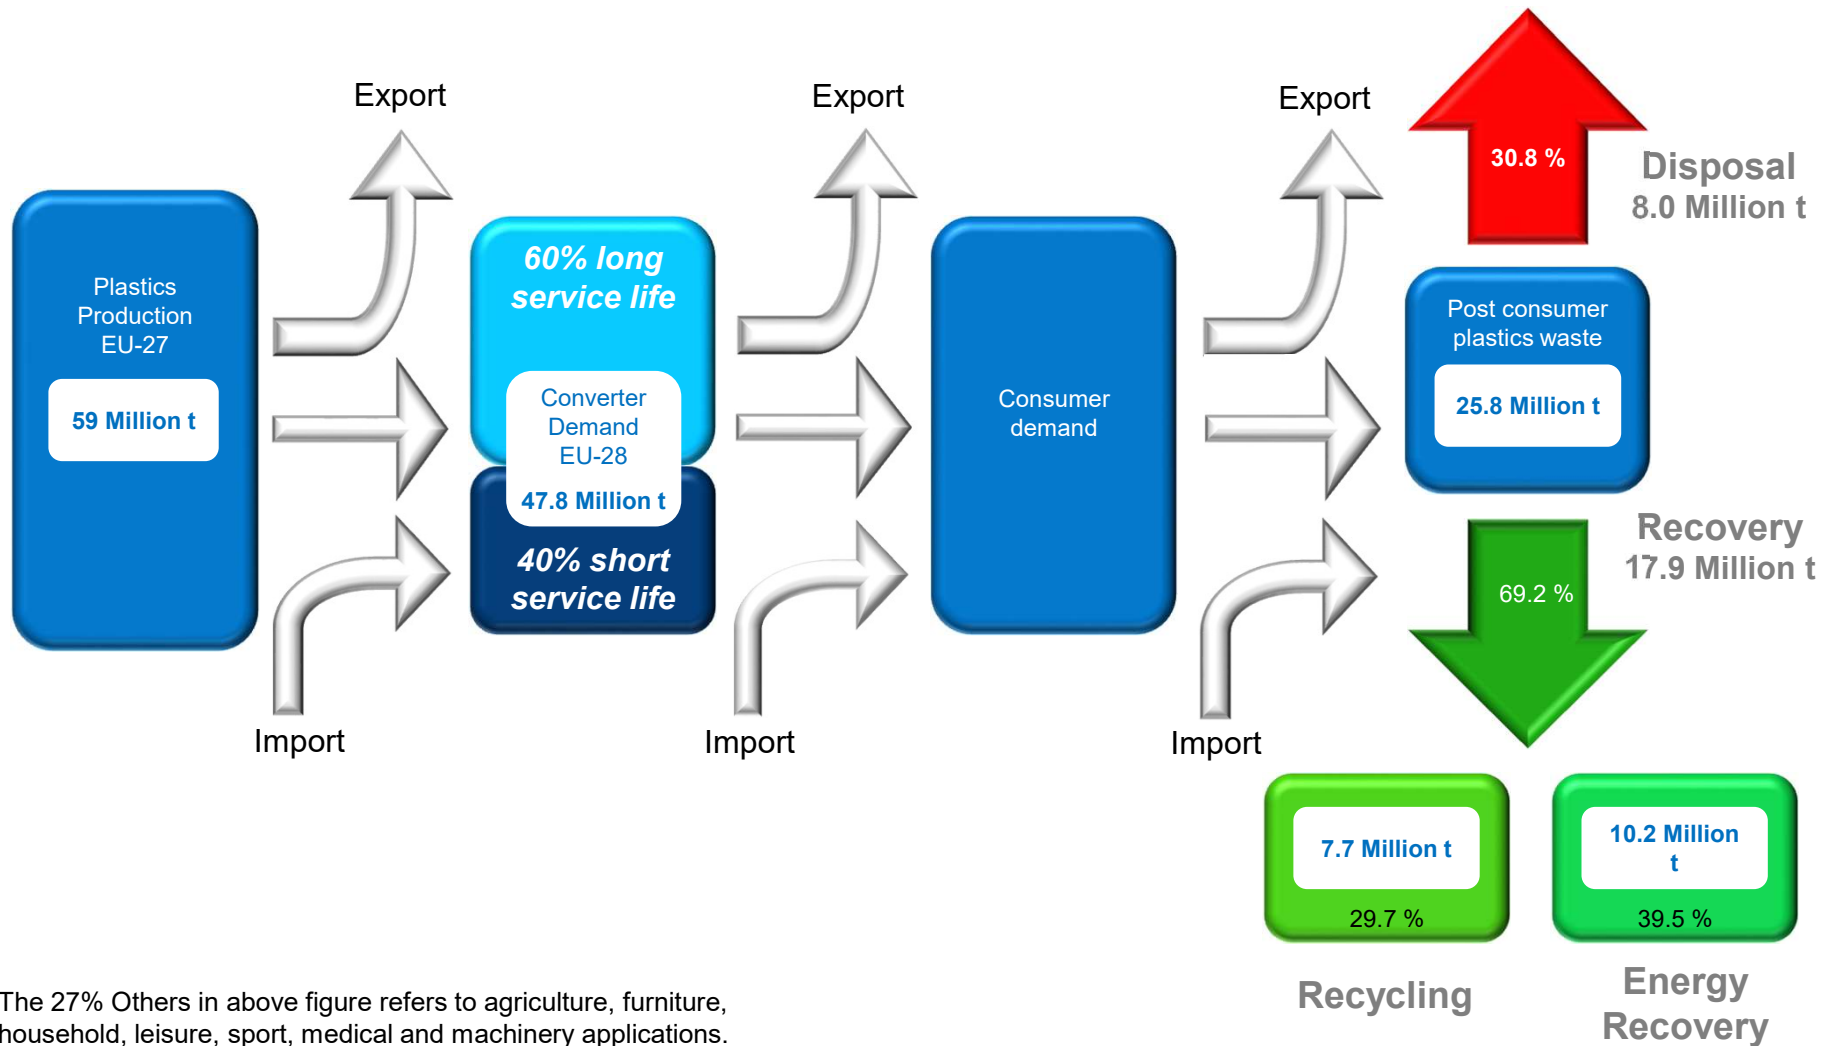 Export
Export
Export
30.8 %
Disposal
8.0 Million t
Plastics
Production
EU-27
59 Million t
60% long
service life
Converter
Demand
EU-28
47.8 Million t
40% short
service life
Consumer
demand
Post consumer
plastics waste
25.8 Million t
Recovery
17.9 Million t
69.2 %
Import
Import
Import
7.7 Million t
29.7 %
Recycling
10.2 Million
t
39.5 %
Energy
Recovery
The 27% Others in above figure refers to agriculture, furniture,
household, leisure, sport, medical and machinery applications.